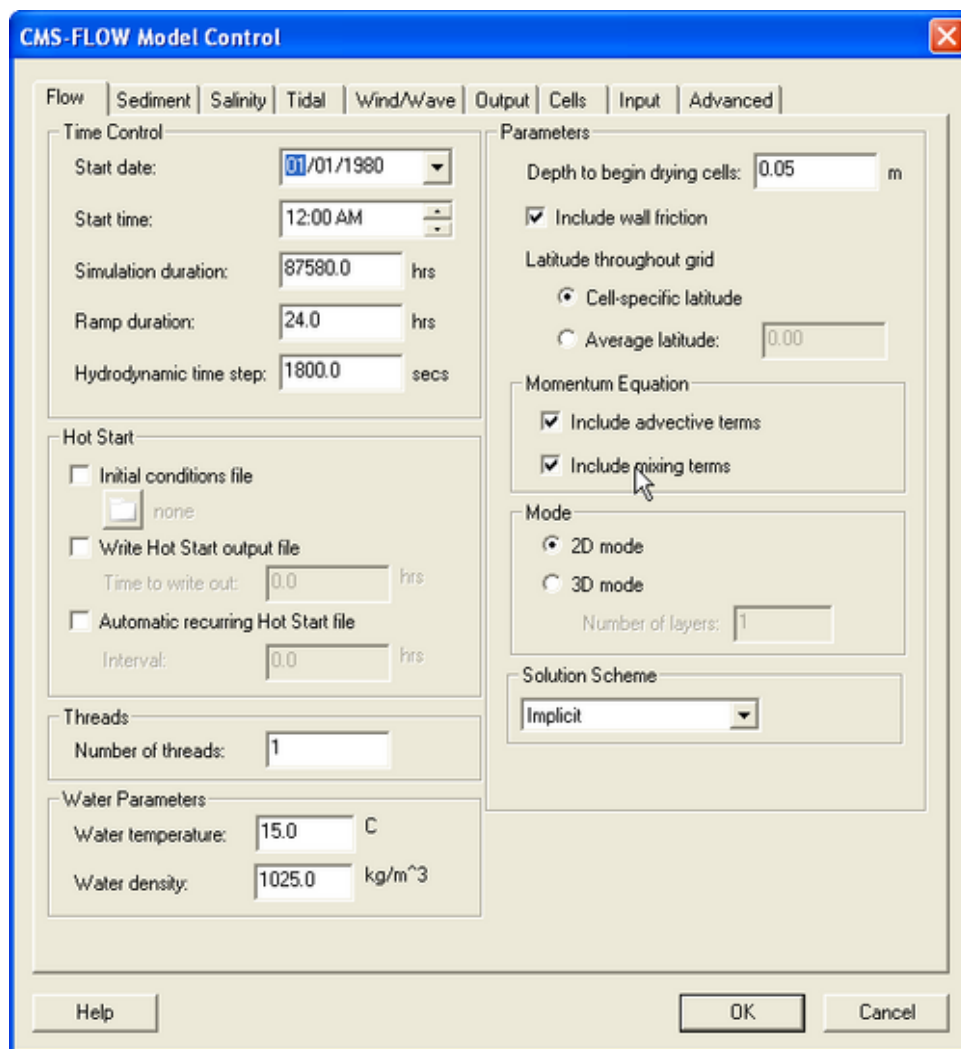 CMS-FLOW Model Control
Flow Sediment Salinity Tidal Wind/Wave Output Cells Input Advanced
Time Control
Start date: 01/01/1980
Start time: 12:00 AM
Simulation duration: 87580.0 hrs
Ramp duration: 24.0 hrs
Hydrodynamic time step: 1800.0 secs
Hot Start
Initial conditions file
none
Write Hot Start output file
Time to write out: 0.0 hrs
Automatic recurring Hot Start file
Interval: 0.0 hrs
Threads
Number of threads: 1
Water Parameters
Water temperature: 15.0 C
Water density: 1025.0 kg/m^3
Parameters
Depth to begin drying cells: 0.05 m
Include wall friction
Latitude throughout grid
Cell-specific latitude
Average latitude: 0.00
Momentum Equation
Include advective terms
Include mixing terms
Mode
2D mode
3D mode
Number of layers: 1
Solution Scheme
Implicit
Help OK Cancel